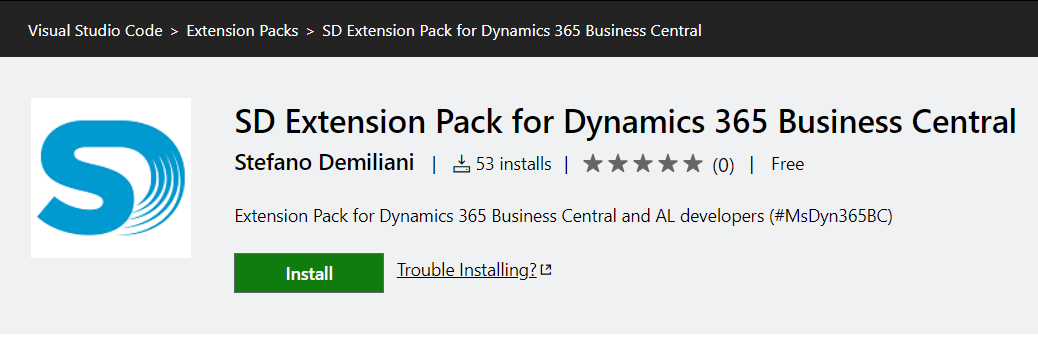 Visual Studio Code > Extension Packs > SD Extension Pack for Dynamics 365 Business Central
SD
SD Extension Pack for Dynamics 365 Business Central
Stefano Demiliani | 53 installs | (0) | Free
Extension Pack for Dynamics 365 Business Central and AL developers (#MsDyn365BC)
Install Trouble Installing?